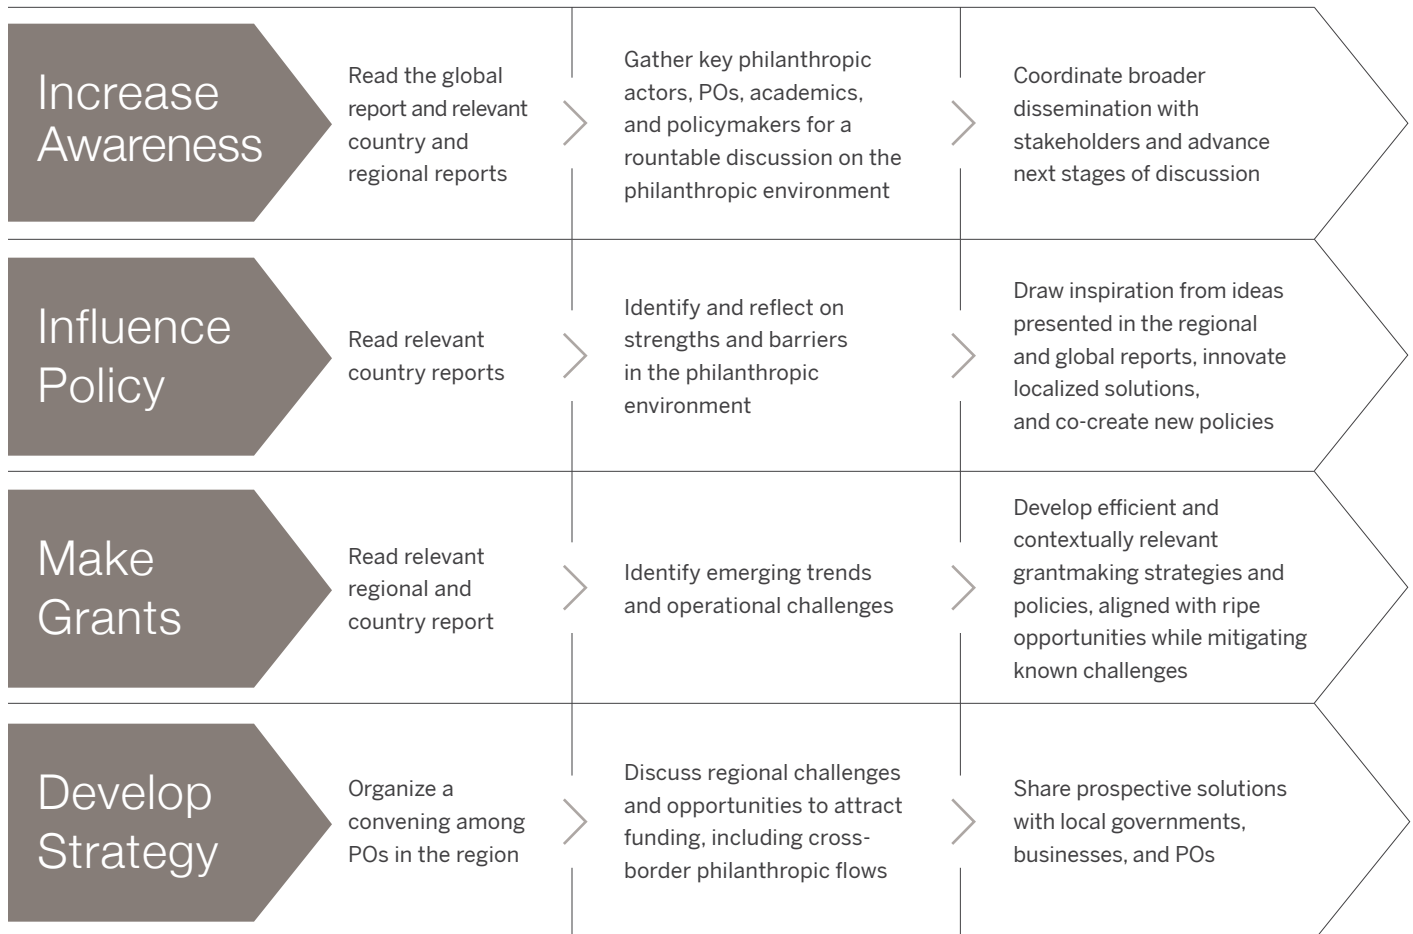 Increase
Awareness
Read the global
report and relevant
country and
regional reports
Gather key philanthropic
actors, POs, academics,
and policymakers for a
rountable discussion on the
philanthropic environment
Coordinate broader
dissemination with
stakeholders and advance
next stages of discussion
Influence
Policy
Read relevant
country reports
Identify and reflect on
strengths and barriers
in the philanthropic
environment
Draw inspiration from ideas
presented in the regional
and global reports, innovate
localized solutions,
and co-create new policies
Make
Grants
Read relevant
regional and
country report
Identify emerging trends
and operational challenges
Develop efficient and
contextually relevant
grantmaking strategies and
policies, aligned with ripe
opportunities while mitigating
known challenges
Develop
Strategy
Organize a
convening among
POs in the region
Discuss regional challenges
and opportunities to attract
funding, including cross-
border philanthropic flows
Share prospective solutions
with local governments,
businesses, and POs